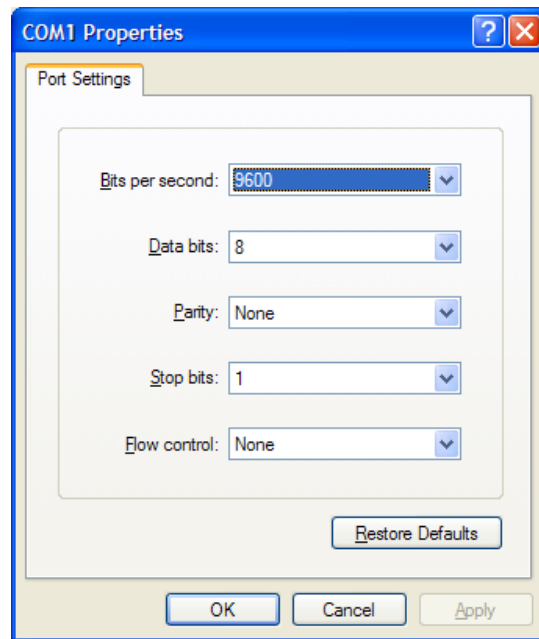 COM1 Properties
Port Settings
Bits per second: 9600
Data bits: 8
Parity: None
Stop bits: 1
Flow control: None
Restore Defaults
OK Cancel Apply